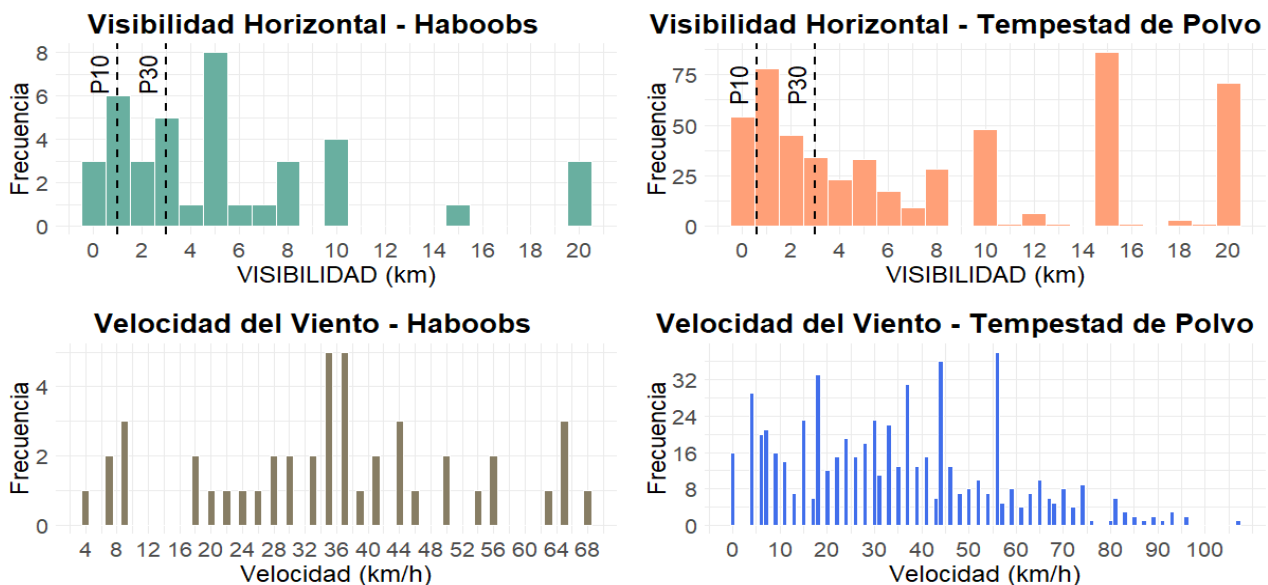 Visibilidad Horizontal - Haboobs
Frecuencia
8
6
4
2
0
P10
P30
0 2 4 6 8 10 12 14 16 18 20
VISIBILIDAD (km)
Visibilidad Horizontal - Tempestad de Polvo
Frecuencia
75
50
25
0
P10
P30
0 2 4 6 8 10 12 14 16 18 20
VISIBILIDAD (km)
Velocidad del Viento - Haboobs
Frecuencia
4
2
0
4 8 12 16 20 24 28 32 36 40 44 48 52 56 60 64 68
Velocidad (km/h)
Velocidad del Viento - Tempestad de Polvo
Frecuencia
32
24
16
8
0
0 10 20 30 40 50 60 70 80 90 100
Velocidad (km/h)